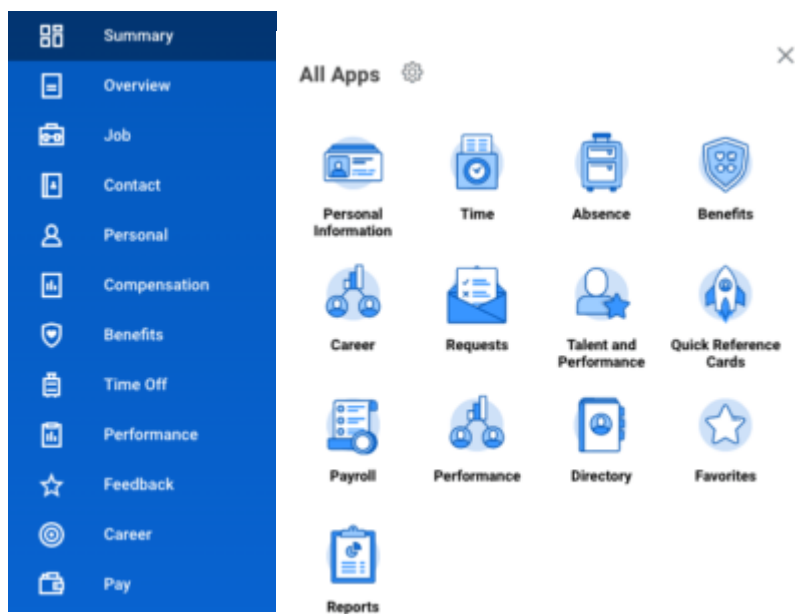 Summary
Overview
Job
Contact
Personal
Compensation
Benefits
Time Off
Performance
Feedback
Career
Pay
All Apps
Personal
Information
Time
Absence
Benefits
Career
Requests
Talent and
Performance
Quick Reference
Cards
Payroll
Performance
Directory
Favorites
Reports